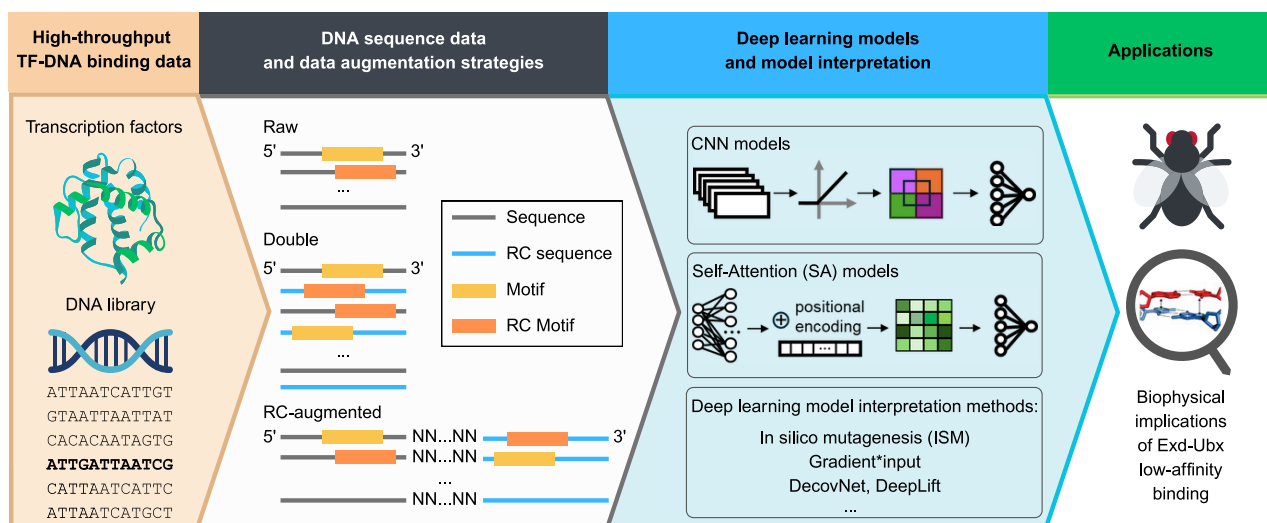 High-throughput
TF-DNA binding data
DNA sequence data
and data augmentation strategies
Deep learning models
and model interpretation
Applications
Transcription factors
DNA library
ATTAATCATTGT
GTAATTAATTAT
CACACAATAGTG
ATTGATTAATCG
CATTAATCATTC
ATTAATCATGCT
Raw
5' 3'
...
Double
5' 3'
...
RC-augmented
5' NN...NN 3'
NN...NN
...
NN...NN
Sequence
RC sequence
Motif
RC Motif
CNN models
Self-Attention (SA) models
...
positional
encoding
...
Deep learning model interpretation methods:
In silico mutagenesis (ISM)
Gradient*input
DecovNet, DeepLift
...
Biophysical
implications
of Exd-Ubx
low-affinity
binding